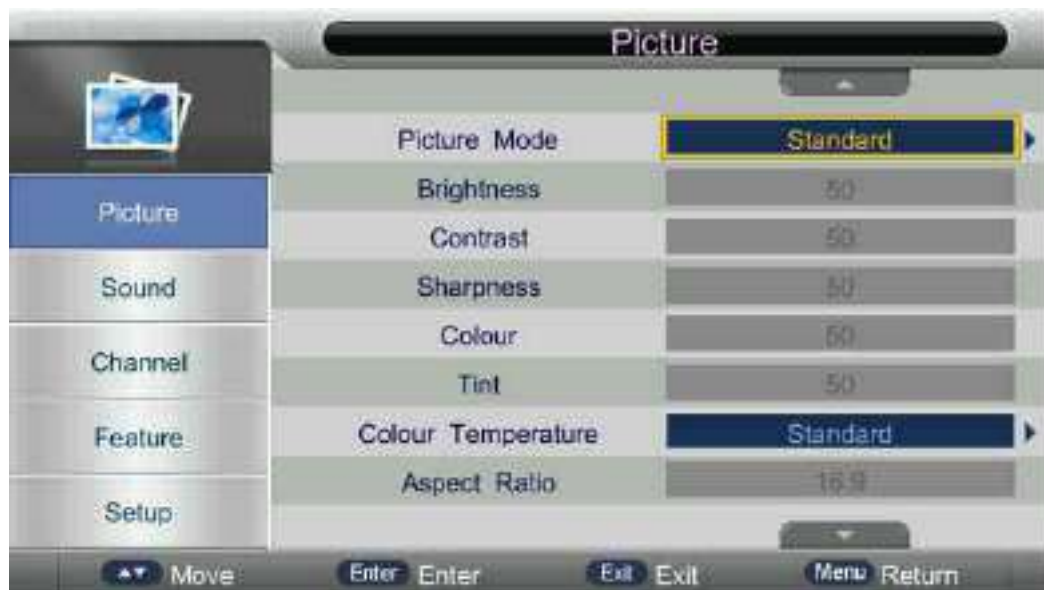 Picture
Picture Mode Standard
Brightness 50
Picture
Contrast 50
Sound
Sharpness 50
Colour 50
Channel
Tint 50
Feature
Colour Temperature Standard
Aspect Ratio 16:9
Setup
Move Enter Enter Exit Exit Menu Return